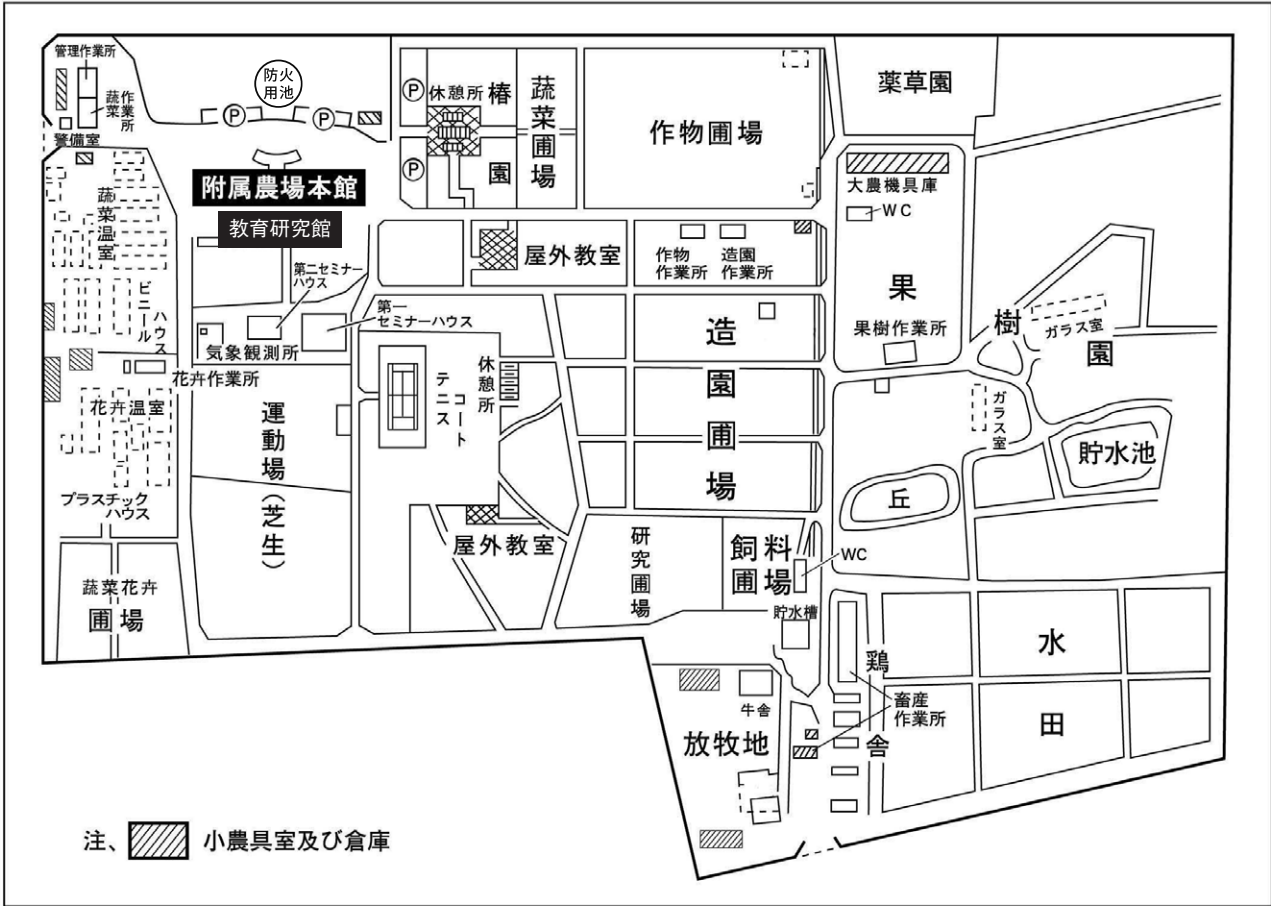 管理作業所
蔬菜
作業所
警備室
防火
用池
P
P
附属農場本館
教育研究館
P
休憩所
P
椿園
蔬菜圃場
作物圃場
薬草園
大農機具庫
WC
蔬菜温室
ビニール
ハウス
第二セミナー
ハウス
第一
セミナーハウス
気象観測所
屋外教室
作物
作業所
造園
作業所
果樹園
果樹作業所
ガラス室
ガラス室
花卉作業所
花卉温室
プラスチック
ハウス
運動場(芝生)
テニス
コート
休憩所
造園圃場
貯水池
丘
蔬菜花卉
圃場
屋外教室
研究圃場
飼料
圃場
WC
貯水槽
鶏舎
畜産
作業所
水田
牛舎
放牧地
注、 小農具室及び倉庫